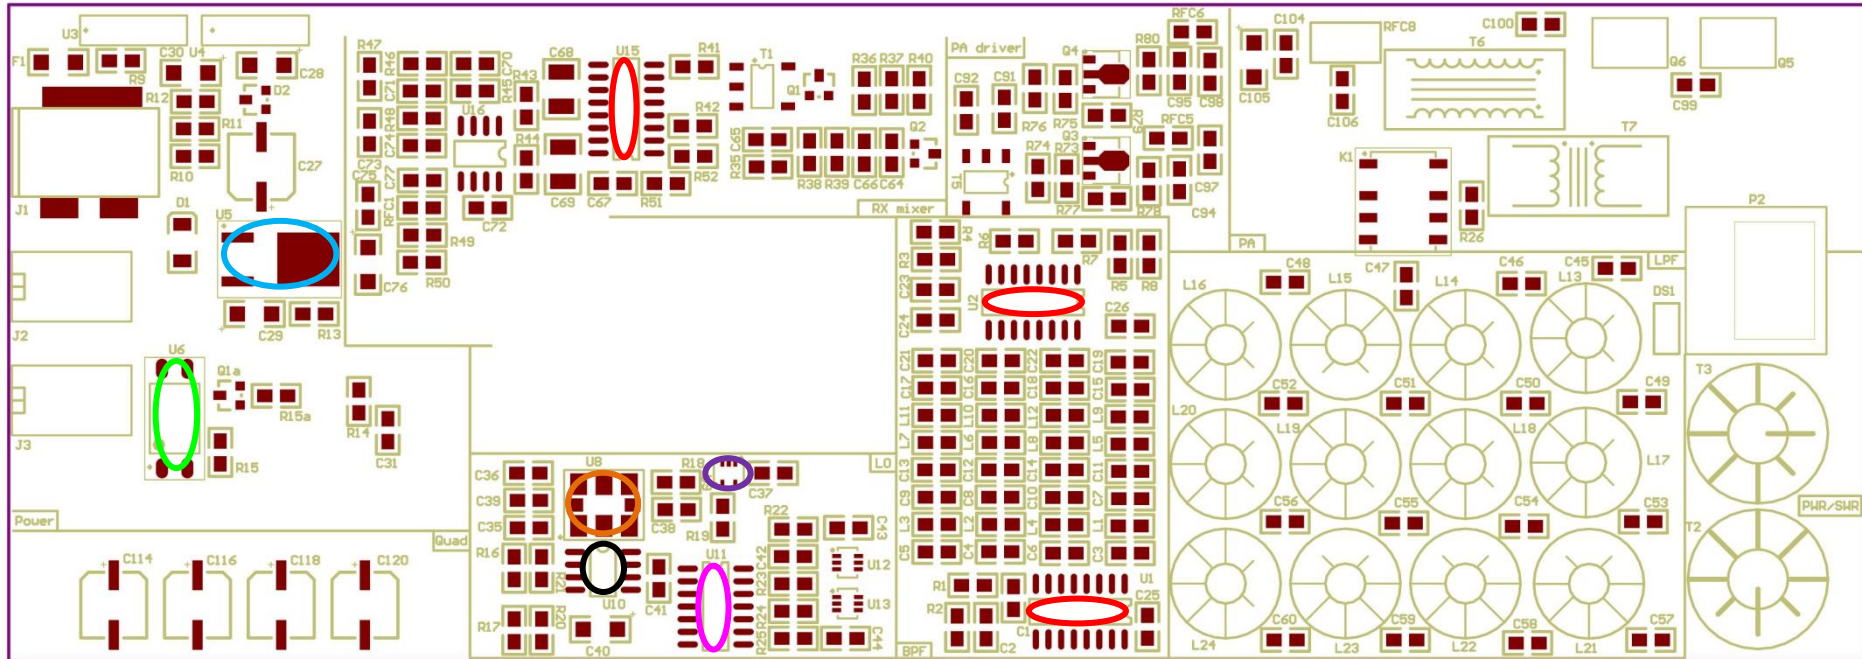 U3
F1
R9
C30
U4
C28
R12
D2
R11
R10
C27
J1
D1
U5
J2
C29
R13
U6
J3
Q1a
R15a
R15
R14
C31
Power
R47
R46
C70
C71
R45
R48
U16
C74
C73
C75
C77
RFC1
C72
R49
R50
C76
C68
U15
R41
R43
R42
R44
R52
C69
C67
R51
T1
Q1
R36
R37
R40
C65
R35
R38
R39
C66
C64
Q2
RX mixer
PA driver
C92
C91
R76
R75
Q4
RFC6
R80
C95
C98
R79
Q3
RFC5
R74
R73
T5
R77
R78
C94
C97
C104
C105
RFC8
C106
C100
T6
Q6
Q5
C99
T7
K1
R26
PA
P2
R4
R3
R6
R7
R5
R8
C23
U2
C24
C26
C21
C20
C22
C19
C17
C16
C18
C15
L11
L10
L12
L9
L7
L6
L8
L5
C13
C12
C14
C11
C9
C8
C10
C7
L3
L2
L4
L1
C5
C4
C6
C3
R1
U1
R2
C25
C1
C2
BPF
C48
C47
C46
C45
LPF
L16
L15
L14
L13
DS1
C52
C51
C50
C49
L20
L19
L18
L17
T3
C56
C55
C54
C53
PWR/SWR
T2
C60
C59
C58
C57
L24
L23
L22
L21
Quad
C114
C116
C118
C120
C36
U8
R18
C37
LO
C39
C38
C35
R19
R22
C43
R16
R21
U10
C41
U11
C42
U12
R23
U13
R24
R17
R20
C40
R25
C44